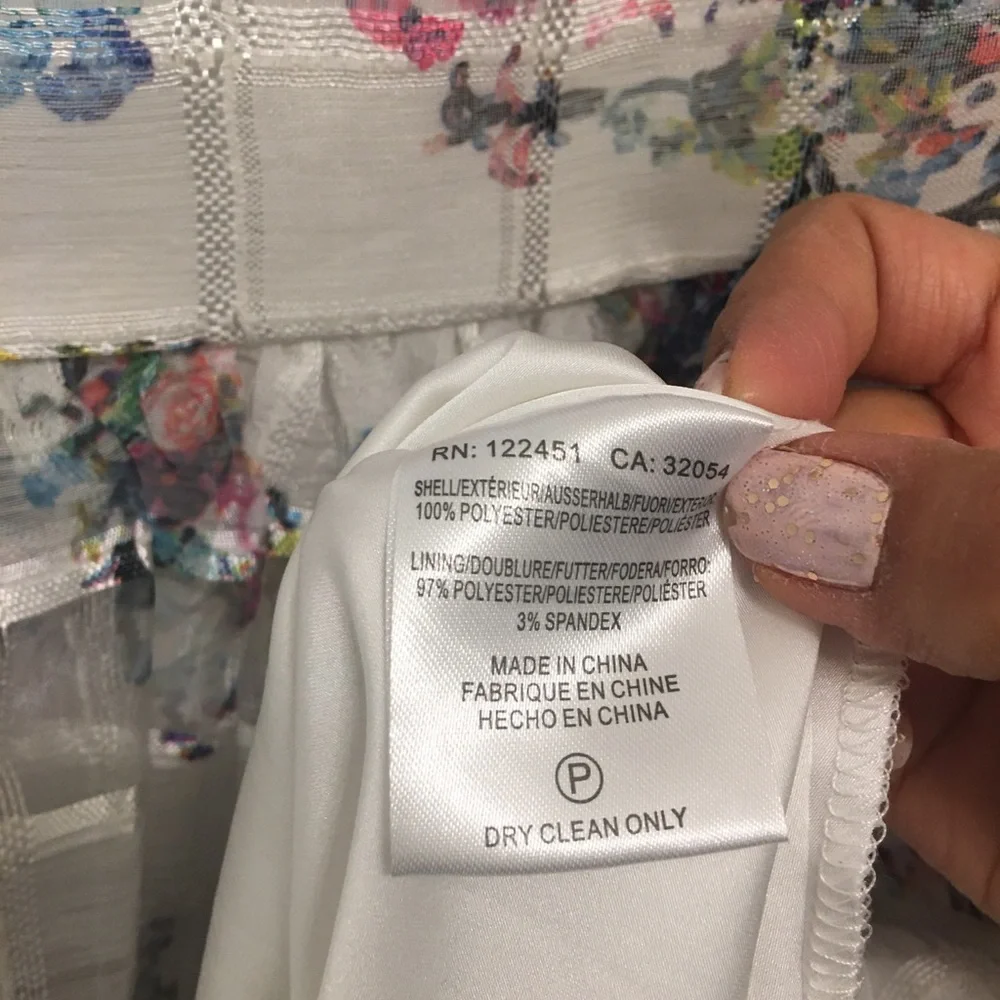 RN: 122451 CA: 32054
SHELL/EXTÉRIEUR/AUSSERHALB/FUORI/
100% POLYESTER/POLIESTERE/POLIÉSTER
LINING/DOUBLURE/FUTTER/FODERA/FORRO
97% POLYESTER/POLIESTERE/POLIÉSTER
3% SPANDEX
MADE IN CHINA
FABRIQUE EN CHINE
HECHO EN CHINA
P
DRY CLEAN ONLY